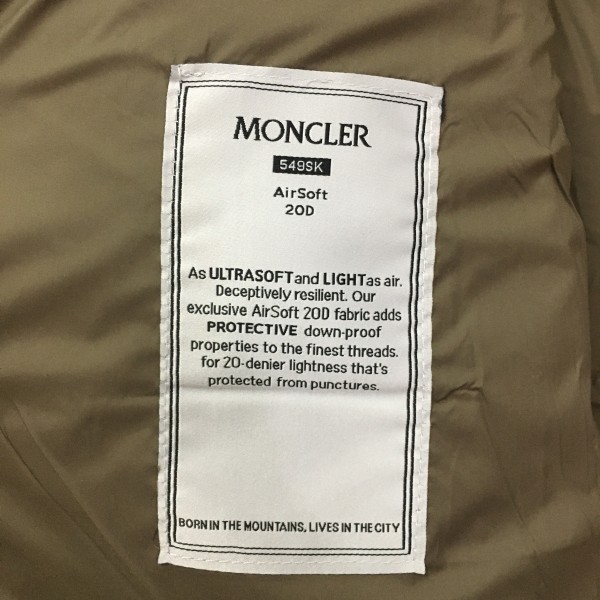 MONCLER
549SK
AirSoft
20D
As ULTRASOFT and LIGHT as air.
Deceptively resilient. Our
exclusive AirSoft 20D fabric adds
PROTECTIVE down-proof
properties to the finest threads.
for 20-denier lightness that's
protected from punctures.
BORN IN THE MOUNTAINS, LIVES IN THE CITY